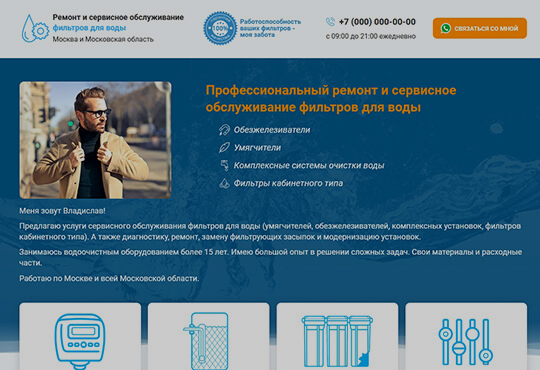 Ремонт и сервисное обслуживание
фильтров для воды
Москва и Московская область
100%
Работоспособность
ваших фильтров -
моя забота
+7 (000) 000-00-00
с 09:00 до 21:00 ежедневно
СВЯЗАТЬСЯ СО МНОЙ
Профессиональный ремонт и сервисное
обслуживание фильтров для воды
Обезжелезиватели
Умягчители
Комплексные системы очистки воды
Фильтры кабинетного типа
Меня зовут Владислав!
Предлагаю услуги сервисного обслуживания фильтров для воды (умягчителей, обезжелезивателей, комплексных установок, фильтров
кабинетного типа). А также диагностику, ремонт, замену фильтрующих засыпок и модернизацию установок.
Занимаюсь водоочистным оборудованием более 15 лет. Имею большой опыт в решении сложных задач. Свои материалы и расходные
части.
Работаю по Москве и всей Московской области.